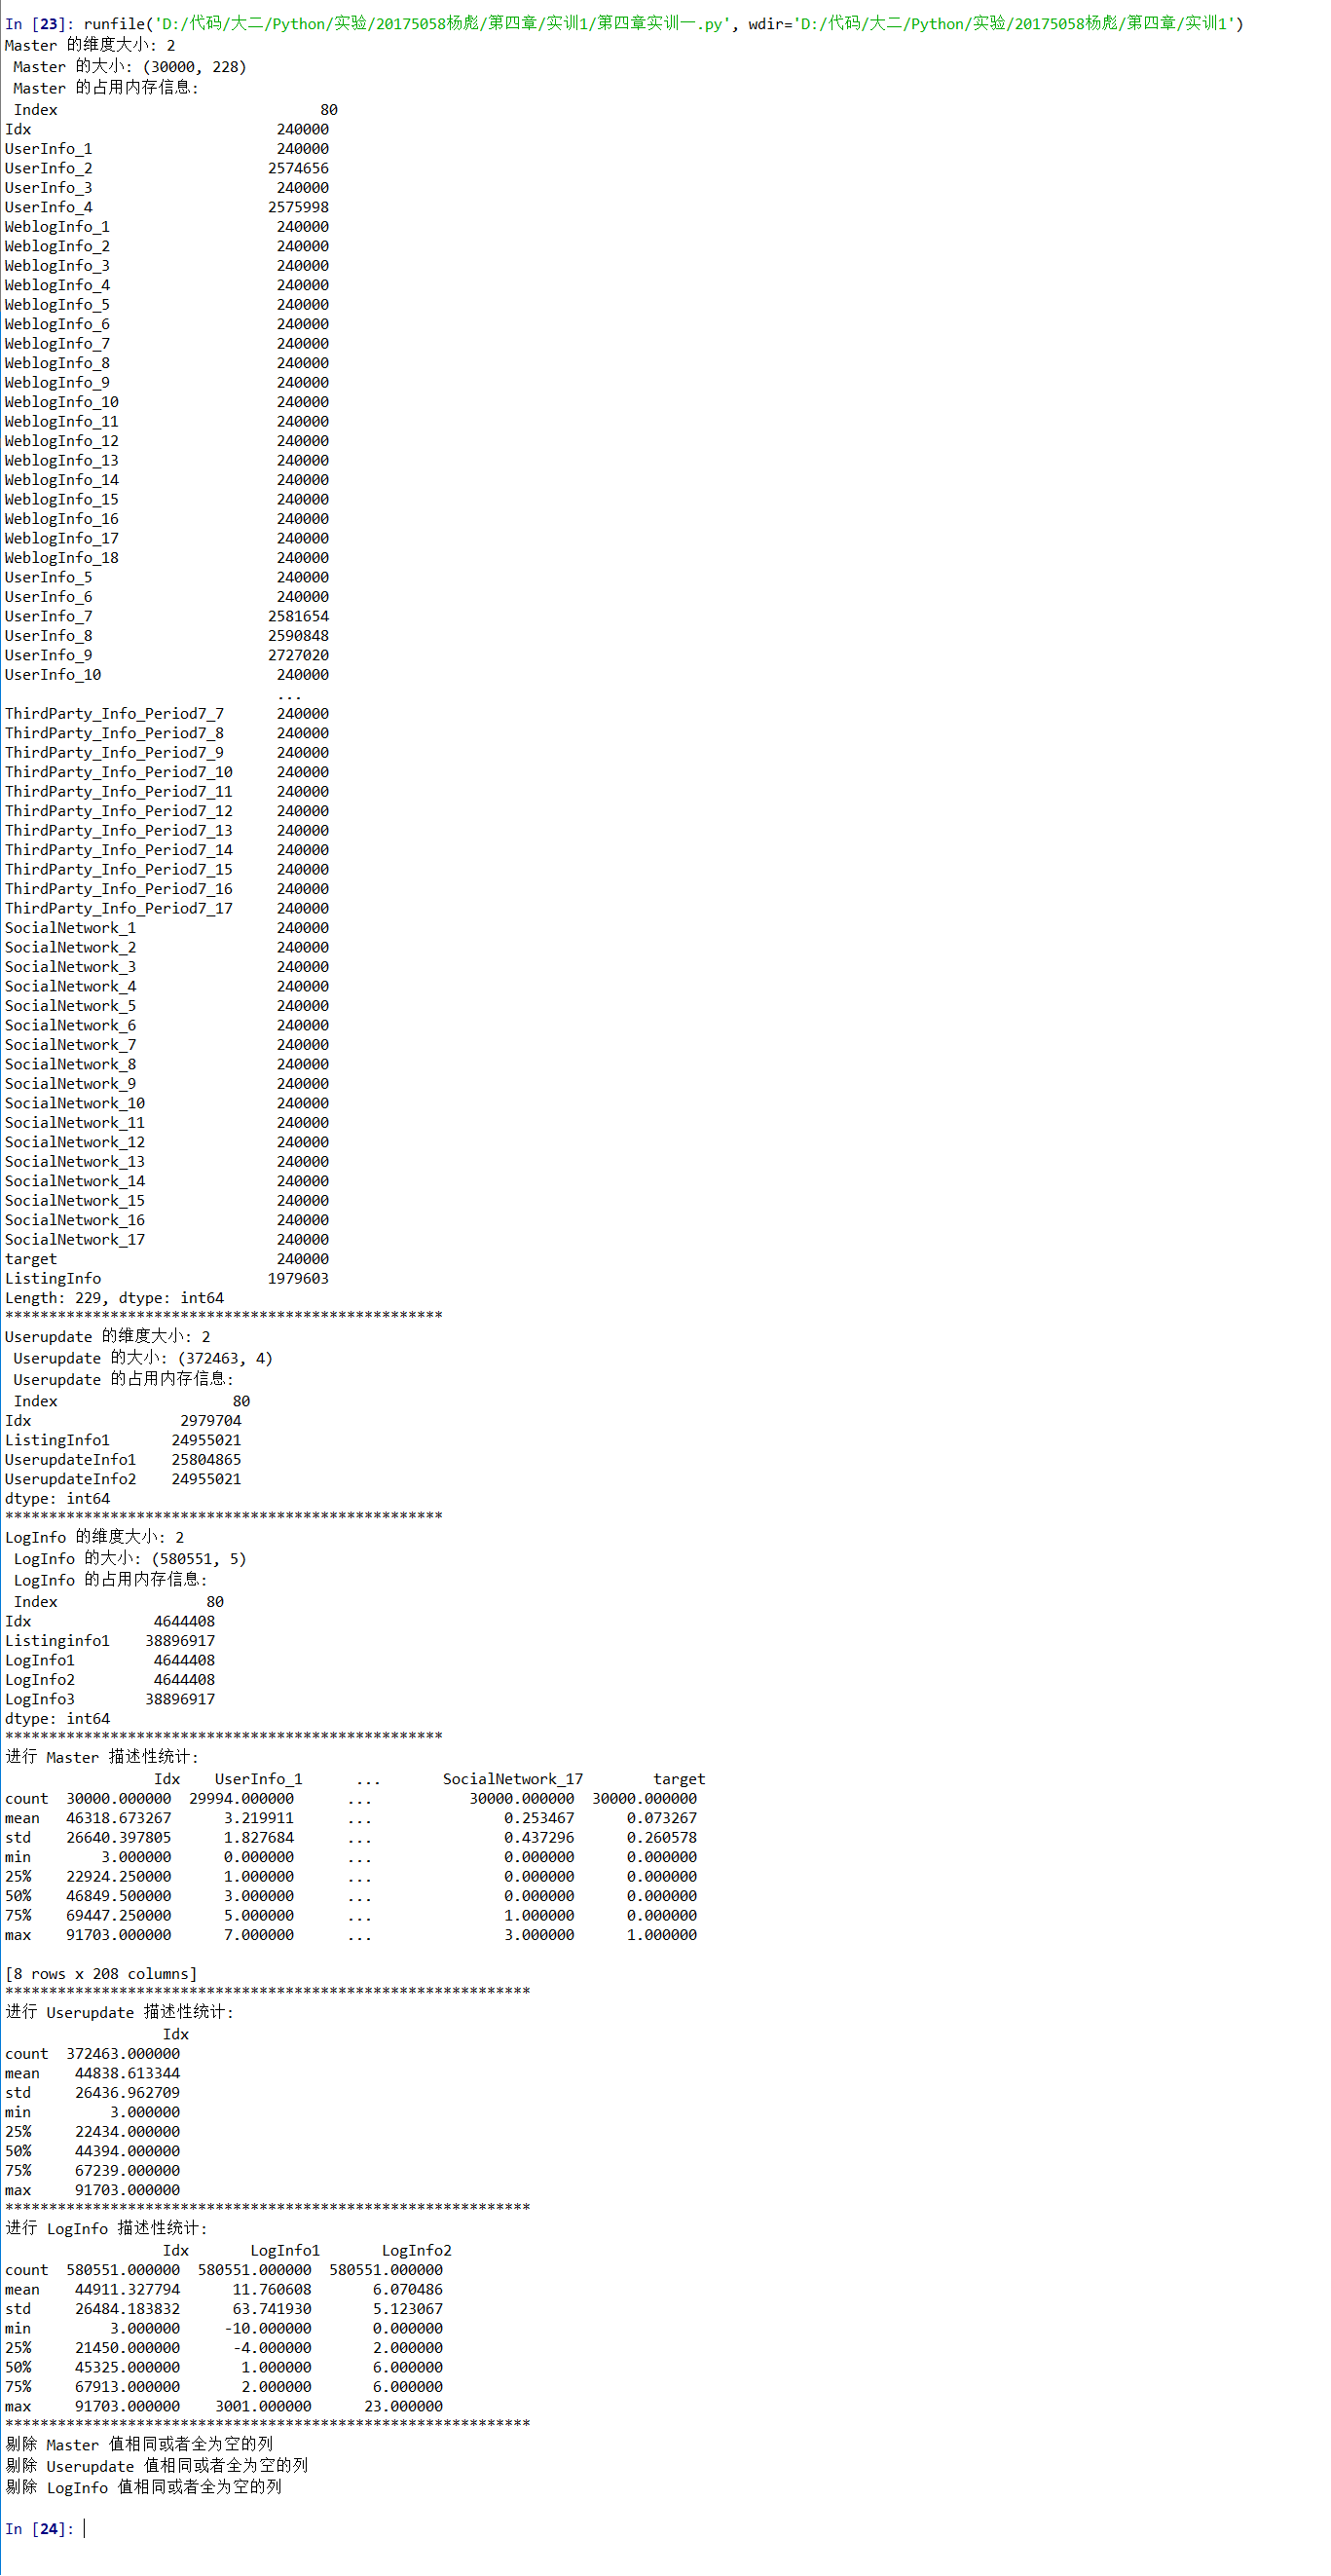 In [23]: runfile('D:/代码/大二/Python/实验/20175058杨彪/第四章/实训1/第四章实训一.py', wdir='D:/代码/大二/Python/实验/20175058杨彪/第四章/实训1')
Master 的维度大小: 2
Master 的大小: (30000, 228)
Master 的占用内存信息:
Index 80
Idx 240000
UserInfo_1 240000
UserInfo_2 2574656
UserInfo_3 240000
UserInfo_4 2575998
WeblogInfo_1 240000
WeblogInfo_2 240000
WeblogInfo_3 240000
WeblogInfo_4 240000
WeblogInfo_5 240000
WeblogInfo_6 240000
WeblogInfo_7 240000
WeblogInfo_8 240000
WeblogInfo_9 240000
WeblogInfo_10 240000
WeblogInfo_11 240000
WeblogInfo_12 240000
WeblogInfo_13 240000
WeblogInfo_14 240000
WeblogInfo_15 240000
WeblogInfo_16 240000
WeblogInfo_17 240000
WeblogInfo_18 240000
UserInfo_5 240000
UserInfo_6 240000
UserInfo_7 2581654
UserInfo_8 2590848
UserInfo_9 2727020
UserInfo_10 240000
...
ThirdParty_Info_Period7_7 240000
ThirdParty_Info_Period7_8 240000
ThirdParty_Info_Period7_9 240000
ThirdParty_Info_Period7_10 240000
ThirdParty_Info_Period7_11 240000
ThirdParty_Info_Period7_12 240000
ThirdParty_Info_Period7_13 240000
ThirdParty_Info_Period7_14 240000
ThirdParty_Info_Period7_15 240000
ThirdParty_Info_Period7_16 240000
ThirdParty_Info_Period7_17 240000
SocialNetwork_1 240000
SocialNetwork_2 240000
SocialNetwork_3 240000
SocialNetwork_4 240000
SocialNetwork_5 240000
SocialNetwork_6 240000
SocialNetwork_7 240000
SocialNetwork_8 240000
SocialNetwork_9 240000
SocialNetwork_10 240000
SocialNetwork_11 240000
SocialNetwork_12 240000
SocialNetwork_13 240000
SocialNetwork_14 240000
SocialNetwork_15 240000
SocialNetwork_16 240000
SocialNetwork_17 240000
target 240000
ListingInfo 1979603
Length: 229, dtype: int64
**************************************************
Userupdate 的维度大小: 2
Userupdate 的大小: (372463, 4)
Userupdate 的占用内存信息:
Index 80
Idx 2979704
ListingInfo1 24955021
UserupdateInfo1 25804865
UserupdateInfo2 24955021
dtype: int64
**************************************************
LogInfo 的维度大小: 2
LogInfo 的大小: (580551, 5)
LogInfo 的占用内存信息:
Index 80
Idx 4644408
Listinginfo1 38896917
LogInfo1 4644408
LogInfo2 4644408
LogInfo3 38896917
dtype: int64
**************************************************
进行 Master 描述性统计:
Idx UserInfo_1 ... SocialNetwork_17 target
count 30000.000000 29994.000000 ... 30000.000000 30000.000000
mean 46318.673267 3.219911 ... 0.253467 0.073267
std 26640.397805 1.827684 ... 0.437296 0.260578
min 3.000000 0.000000 ... 0.000000 0.000000
25% 22924.250000 1.000000 ... 0.000000 0.000000
50% 46849.500000 3.000000 ... 0.000000 0.000000
75% 69447.250000 5.000000 ... 1.000000 0.000000
max 91703.000000 7.000000 ... 3.000000 1.000000
[8 rows x 208 columns]
************************************************************
进行 Userupdate 描述性统计:
Idx
count 372463.000000
mean 44838.613344
std 26436.962709
min 3.000000
25% 22434.000000
50% 44394.000000
75% 67239.000000
max 91703.000000
************************************************************
进行 LogInfo 描述性统计:
Idx LogInfo1 LogInfo2
count 580551.000000 580551.000000 580551.000000
mean 44911.327794 11.760608 6.070486
std 26484.183832 63.741930 5.123067
min 3.000000 -10.000000 0.000000
25% 21450.000000 -4.000000 2.000000
50% 45325.000000 1.000000 6.000000
75% 67913.000000 2.000000 6.000000
max 91703.000000 3001.000000 23.000000
************************************************************
剔除 Master 值相同或者全为空的列
剔除 Userupdate 值相同或者全为空的列
剔除 LogInfo 值相同或者全为空的列
In [24]: